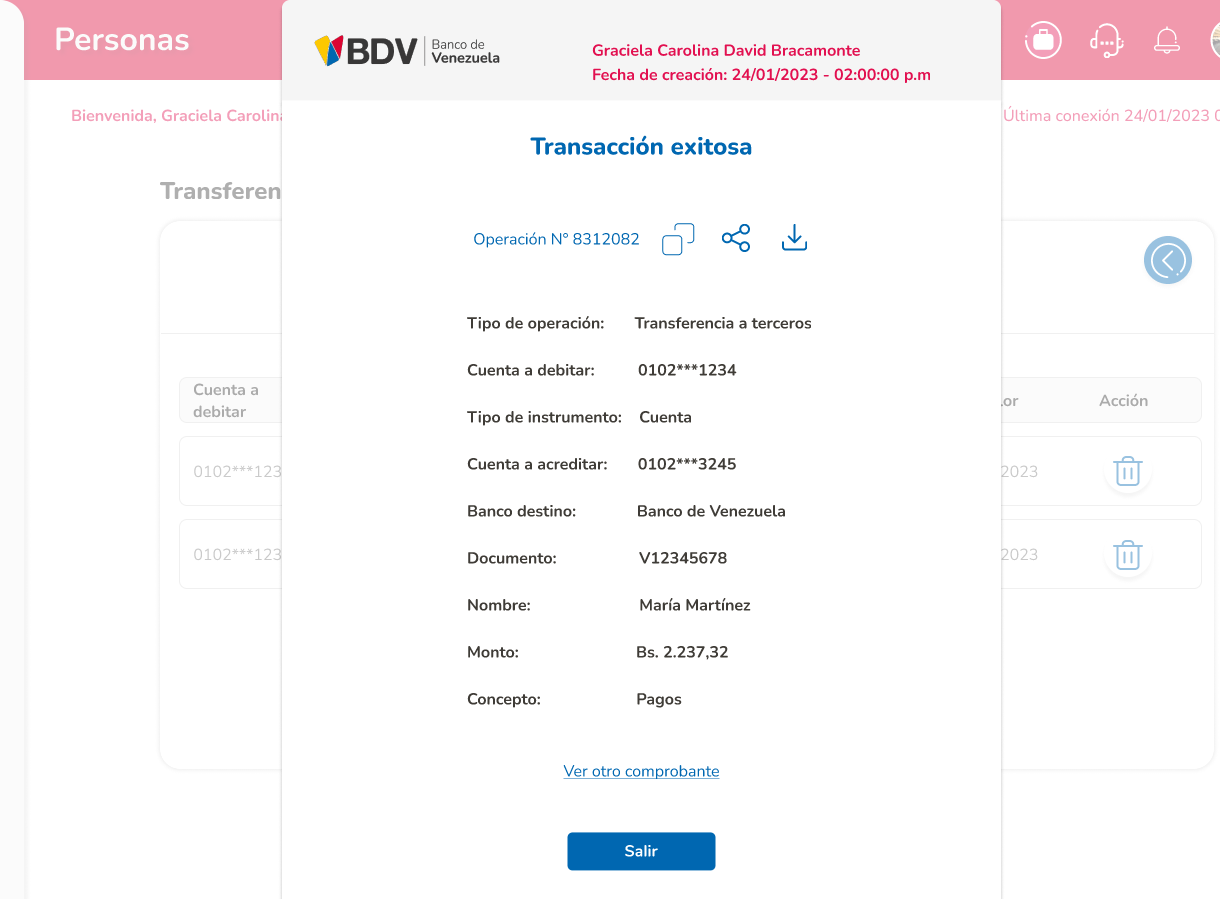 Personas
BDV Banco de Venezuela
Graciela Carolina David Bracamonte
Fecha de creación: 24/01/2023 - 02:00:00 p.m
Bienvenida, Graciela Carolina
Última conexión 24/01/2023 0
Transacción exitosa
Transferen
Operación N° 8312082
Tipo de operación: Transferencia a terceros
Cuenta a debitar: 0102***1234
Tipo de instrumento: Cuenta
Cuenta a acreditar: 0102***3245
Banco destino: Banco de Venezuela
Documento: V12345678
Nombre: María Martínez
Monto: Bs. 2.237,32
Concepto: Pagos
Ver otro comprobante
Salir
Cuenta a
debitar
lor
Acción
0102***123
2023
0102***123
2023